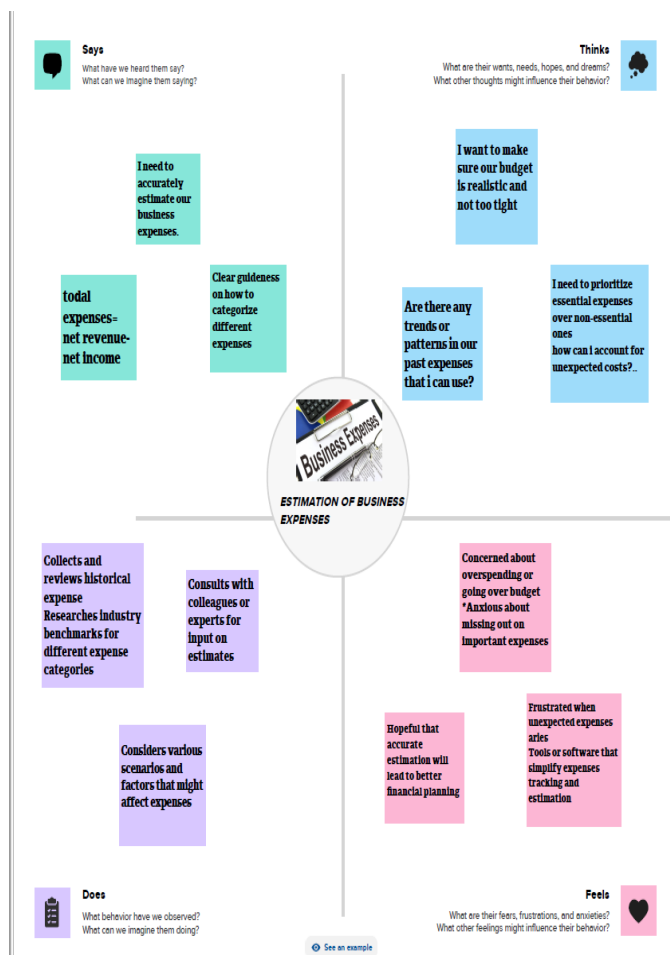 Says
What have we heard them say?
What can we imagine them saying?
Thinks
What are their wants, needs, hopes, and dreams?
What other thoughts might influence their behavior?
I need to
accurately
estimate our
business
expenses.
todal
expenses=
net revenue-
net income
Clear guideness
on how to
categorize
different
expenses
I want to make
sure our budget
is realistic and
not too tight
Are there any
trends or
patterns in our
past expenses
that i can use?
I need to prioritize
essential expenses
over non-essential
ones
how can i account for
unexpected costs?..
Business Expenses
ESTIMATION OF BUSINESS
EXPENSES
Collects and
reviews historical
expense
Researches industry
benchmarks for
different expense
categories
Consults with
colleagues or
experts for
input on
estimates
Considers various
scenarios and
factors that might
affect expenses
Concerned about
overspending or
going over budget
*Anxious about
missing out on
important expenses
Hopeful that
accurate
estimation will
lead to better
financial planning
Frustrated when
unexpected expenses
aries
Tools or software that
simplify expenses
tracking and
estimation
Does
What behavior have we observed?
What can we imagine them doing?
Feels
What are their fears, frustrations, and anxieties?
What other feelings might influence their behavior?
See an example